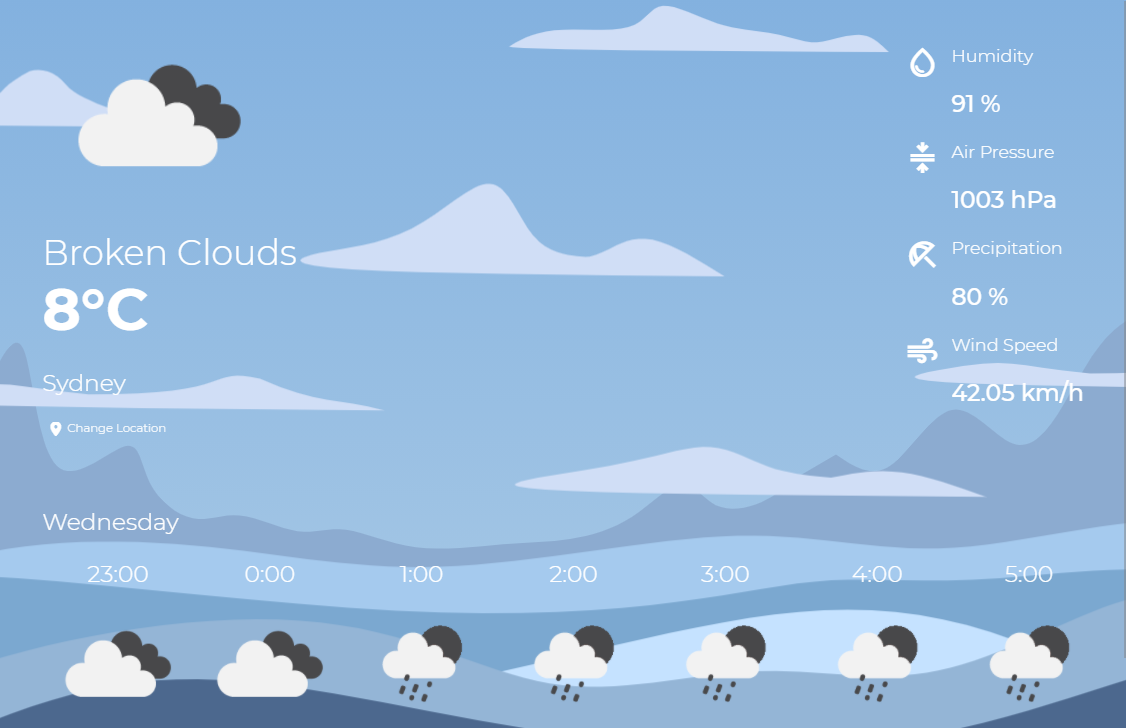 Humidity
91 %
Air Pressure
1003 hPa
Precipitation
80 %
Wind Speed
42.05 km/h
Broken Clouds
8°C
Sydney
Change Location
Wednesday
23:00 0:00 1:00 2:00 3:00 4:00 5:00